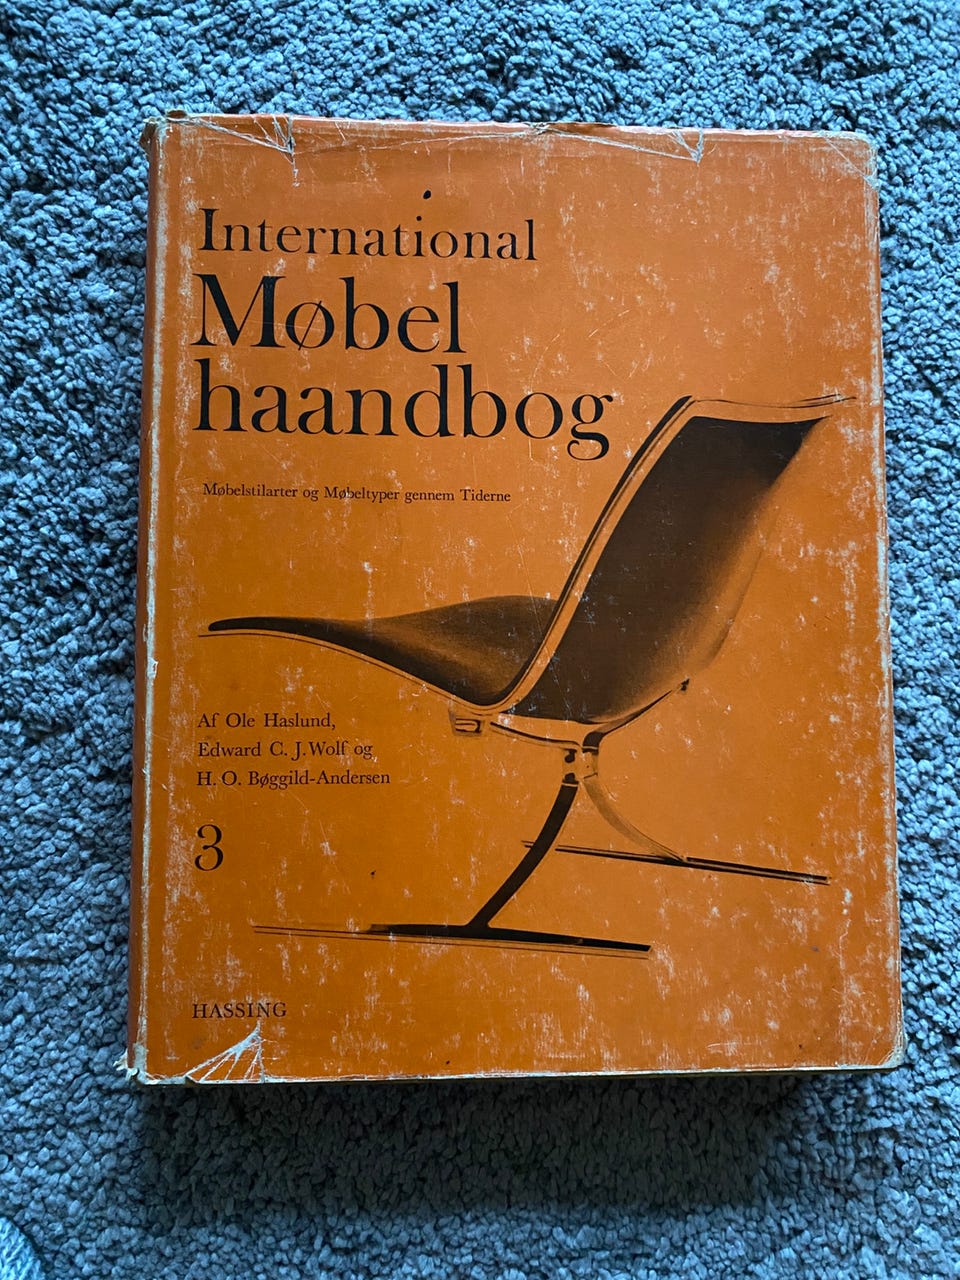 International
Møbel
haandbog
Møbelstilarter og Møbeltyper gennem Tiderne
Af Ole Haslund,
Edward C. J. Wolf og
H. O. Bøggild-Andersen
3
HASSING